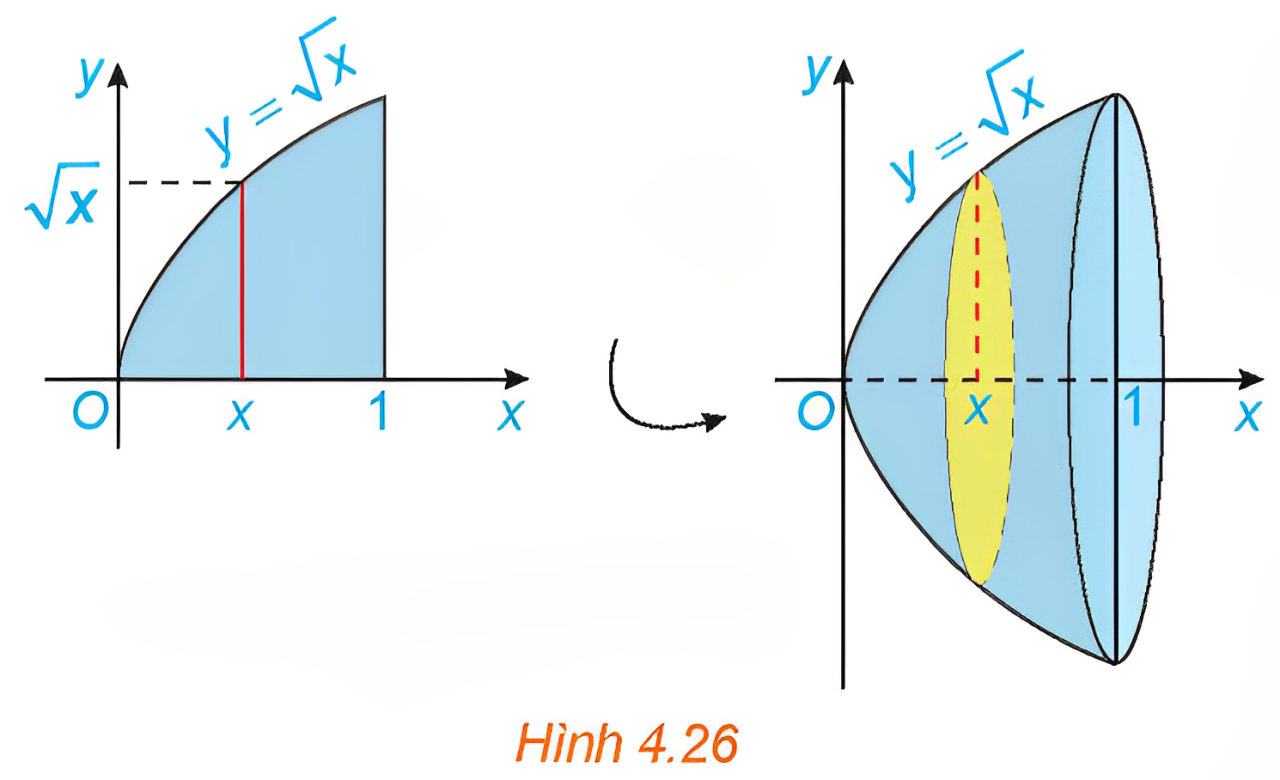 y
y = √x
√x
O
x
1
x
y
y = √x
O
x
1
x
Hình 4.26